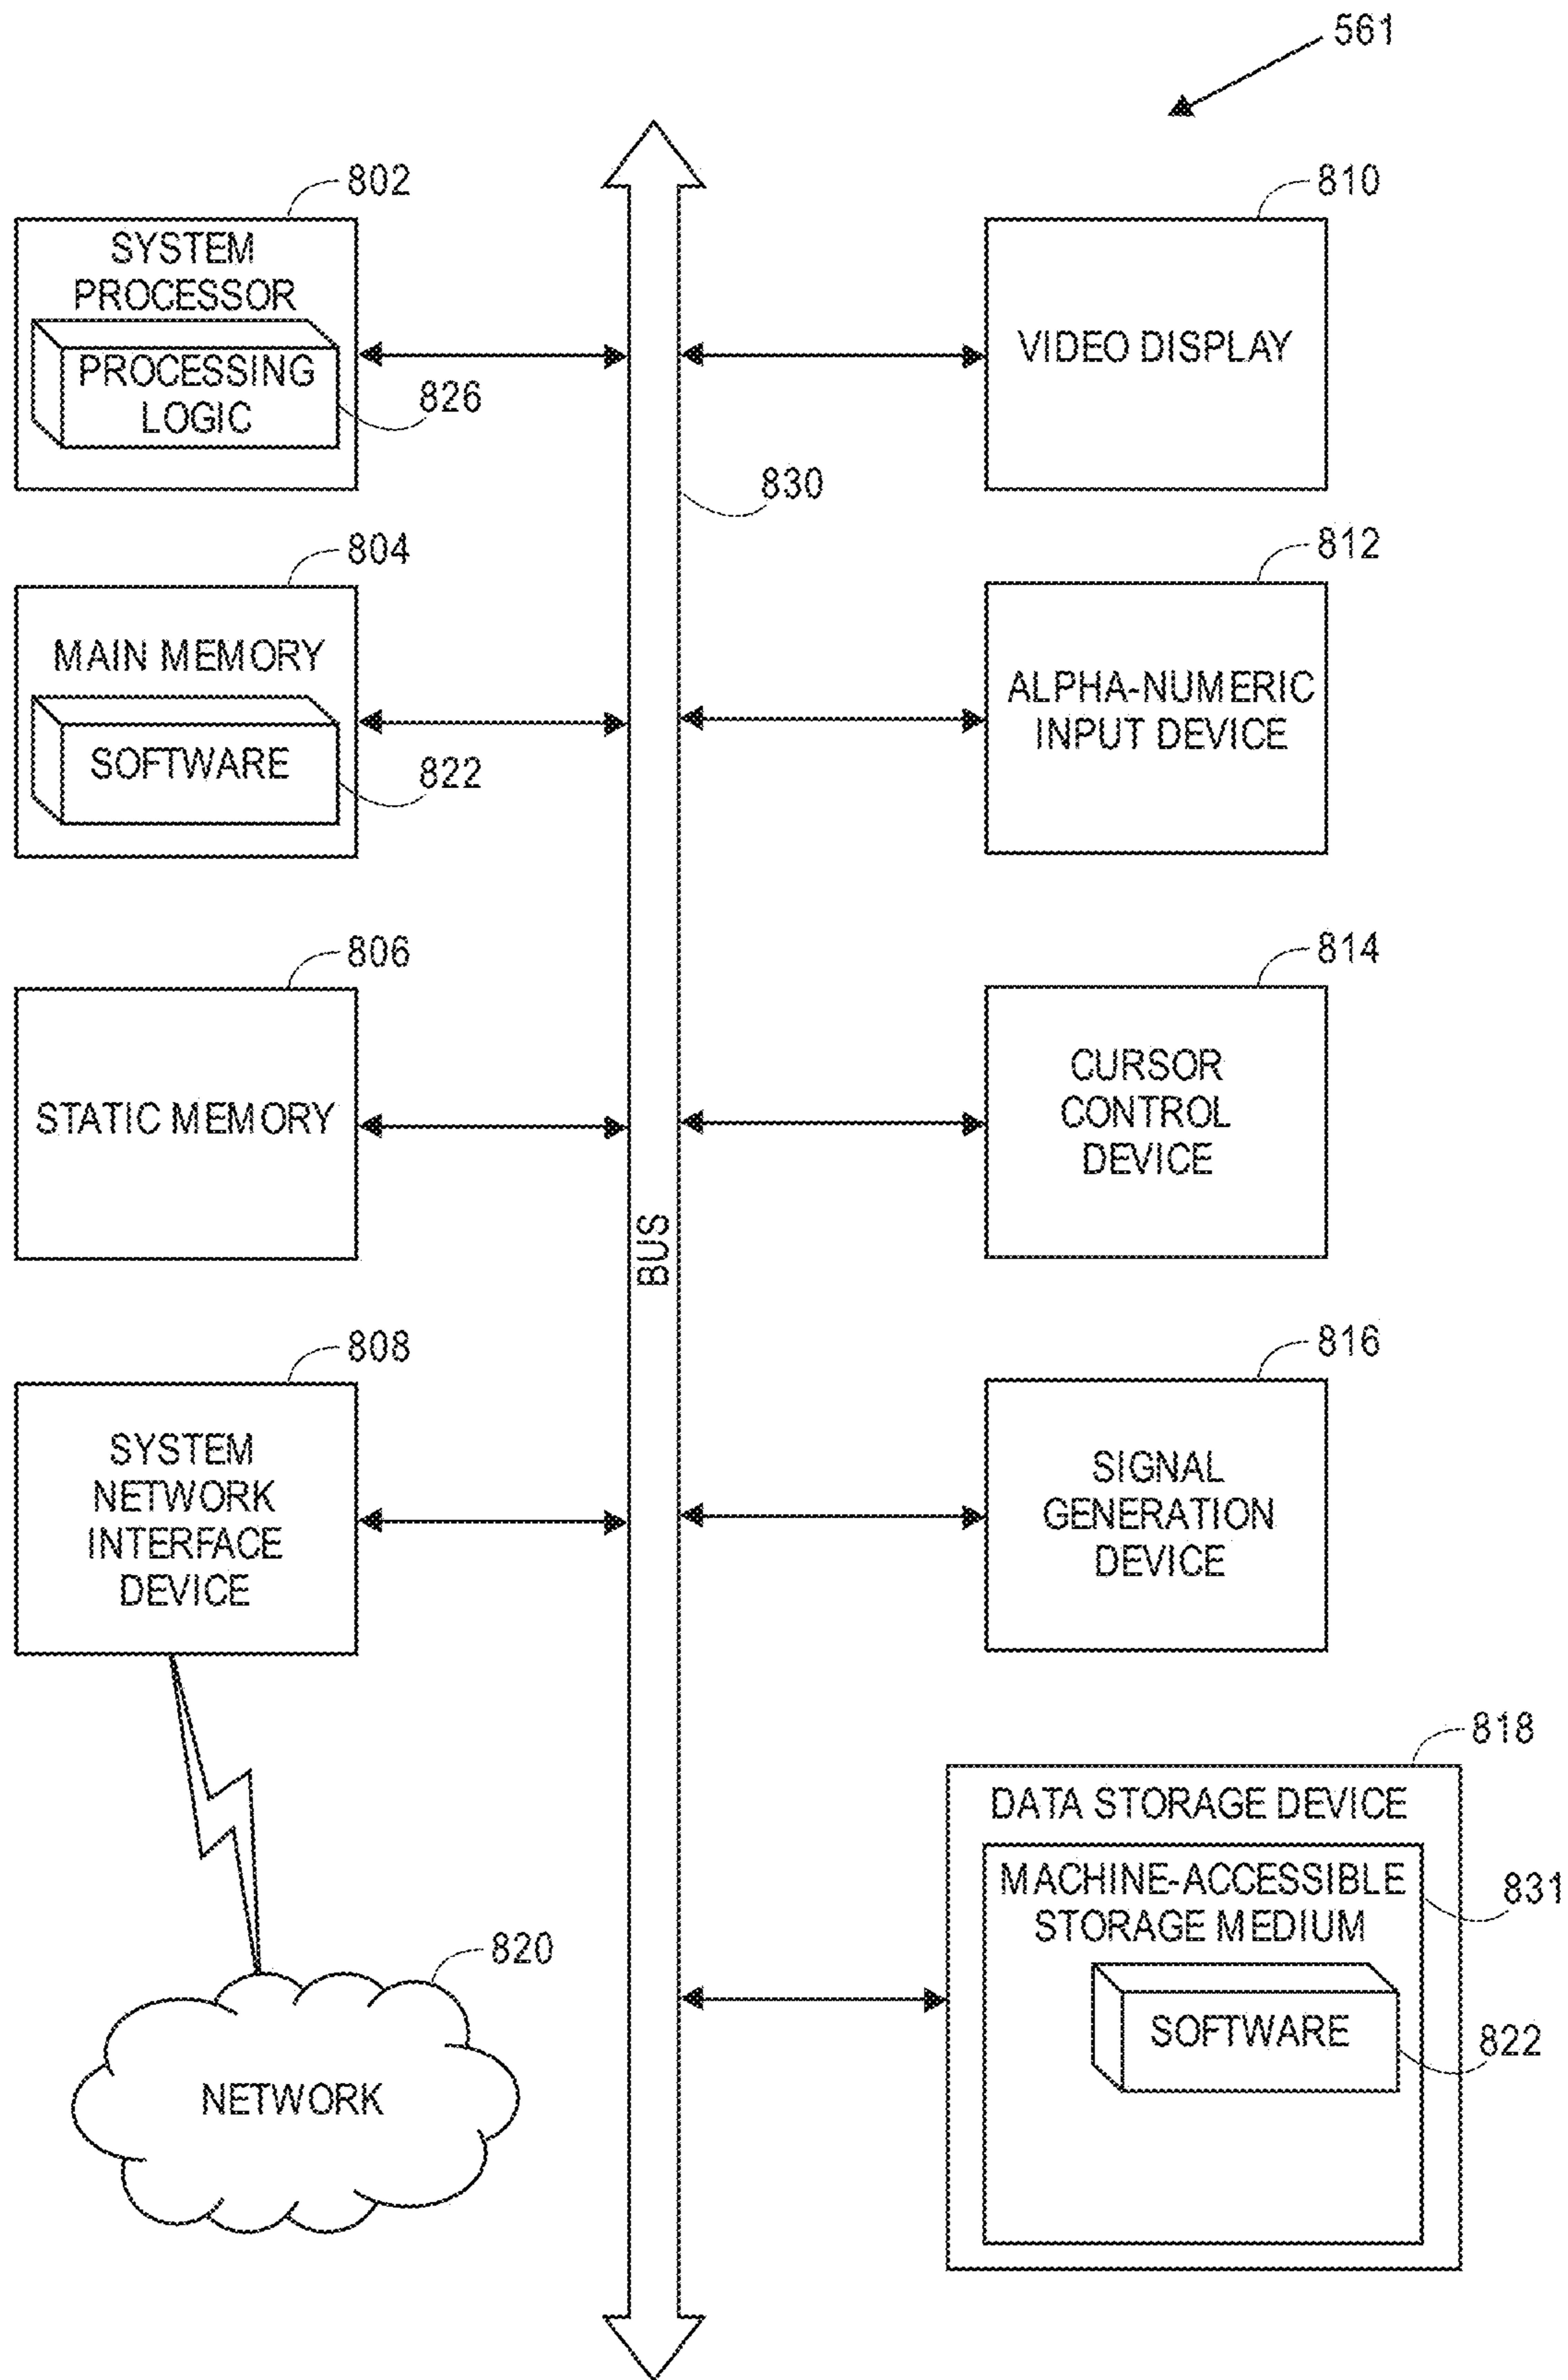 561
802
SYSTEM
PROCESSOR
PROCESSING
LOGIC
826
804
MAIN MEMORY
SOFTWARE
822
806
STATIC MEMORY
808
SYSTEM
NETWORK
INTERFACE
DEVICE
820
NETWORK
BUS
830
810
VIDEO DISPLAY
812
ALPHA-NUMERIC
INPUT DEVICE
814
CURSOR
CONTROL
DEVICE
816
SIGNAL
GENERATION
DEVICE
818
DATA STORAGE DEVICE
MACHINE-ACCESSIBLE
STORAGE MEDIUM
831
SOFTWARE
822